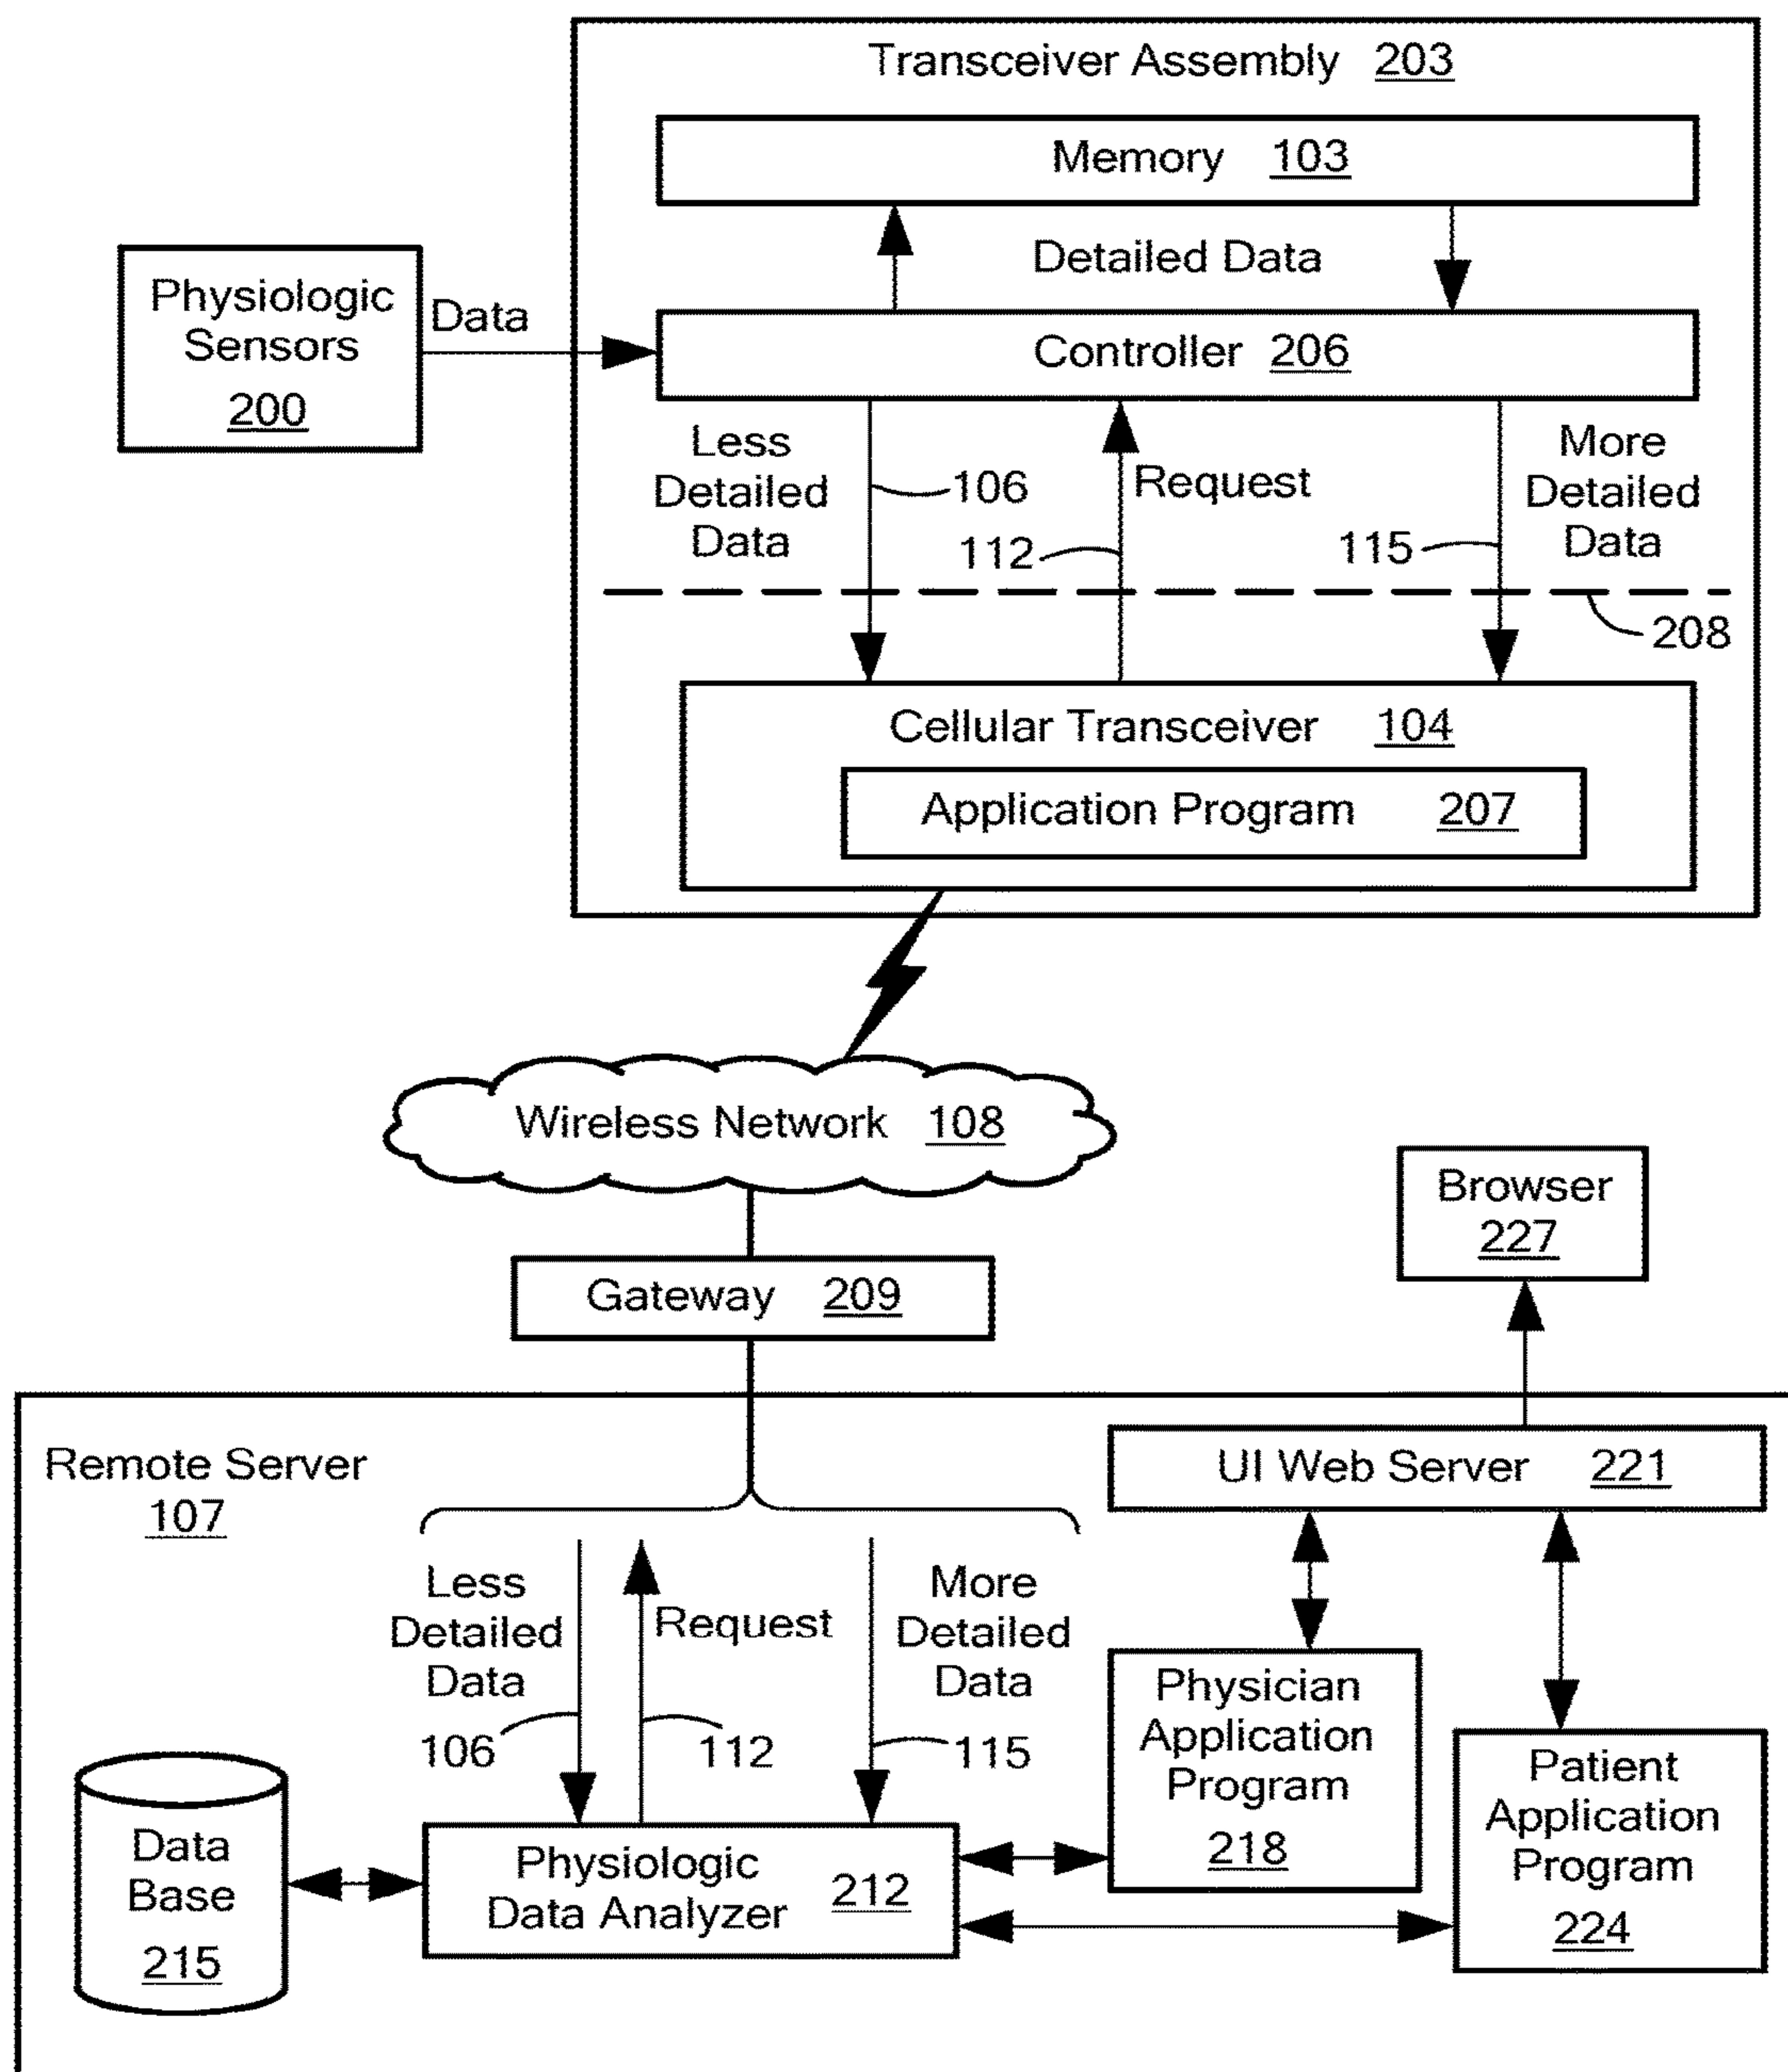 Transceiver Assembly 203
Memory 103
Detailed Data
Physiologic
Sensors
200
Data
Controller 206
Less
Detailed
Data
106
Request
112
More
Detailed
Data
115
208
Cellular Transceiver 104
Application Program 207
Wireless Network 108
Browser
227
Gateway 209
Remote Server
107
UI Web Server 221
Less
Detailed
Data
106
Request
112
More
Detailed
Data
115
Physician
Application
Program
218
Patient
Application
Program
224
Data
Base
215
Physiologic
Data Analyzer 212